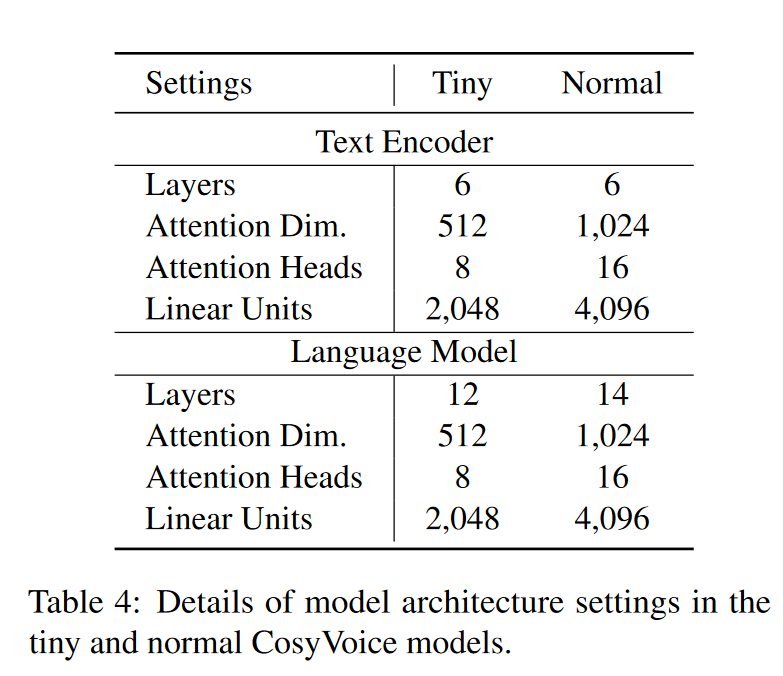 Settings Tiny Normal
Text Encoder
Layers 6 6
Attention Dim. 512 1,024
Attention Heads 8 16
Linear Units 2,048 4,096
Language Model
Layers 12 14
Attention Dim. 512 1,024
Attention Heads 8 16
Linear Units 2,048 4,096
Table 4: Details of model architecture settings in the
tiny and normal CosyVoice models.